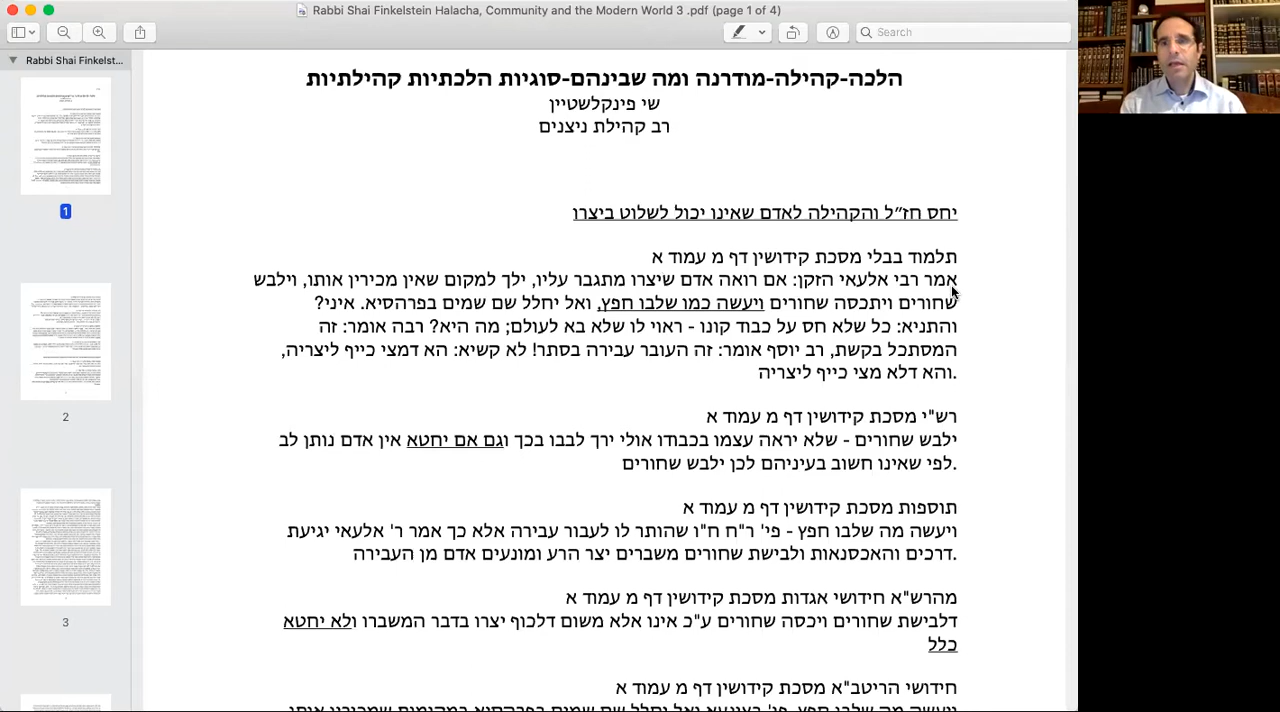 Rabbi Shai Finkelstein Halacha, Community and the Modern World 3 .pdf (page 1 of 4)
Search
Rabbi Shai Finkelst...
1
2
3
הלכה-קהילה-מודרנה ומה שבינהם-סוגיות הלכתיות קהילתיות
שי פינקלשטיין
רב קהילת ניצנים
יחס חז״ל והקהילה לאדם שאינו יכול לשלוט ביצרו
תלמוד בבלי מסכת קידושין דף מ עמוד א
אמר רבי אלעאי הזקן: אם רואה אדם שיצרו מתגבר עליו, ילך למקום שאין מכירין אותו, וילבש
שחורים ויתכסה שחורים ויעשה כמו שלבו חפץ, ואל יחלל שם שמים בפרהסיא. איני?
והתניא: כל שלא חס על כבוד קונו - ראוי לו שלא בא לעולם; מה היא? רבה אומר: זה
המסתכל בקשת, רב יוסף אומר: זה העובר עבירה בסתר! לא קשיא: הא דמצי כייף ליצריה,
והא דלא מצי כייף ליצריה.
רש"י מסכת קידושין דף מ עמוד א
ילבש שחורים - שלא יראה עצמו בכבודו אולי ירך לבבו בכך וגם אם יחטא אין אדם נותן לב
לפי שאינו חשוב בעיניהם לכן ילבש שחורים.
תוספות מסכת קידושין דף מ עמוד א
ויעשה מה שלבו חפץ - פי' ר"ח ח"ו שהותר לו לעבור עבירה אלא כך אמר ר' אלעאי יגיעת
דרכים והאכסנאות ולבישת שחורים משברים יצר הרע ומונעים אדם מן העבירה.
מהרש"א חידושי אגדות מסכת קידושין דף מ עמוד א
דלבישת שחורים ויכסה שחורים ע"כ אינו אלא משום דלכוף יצרו בדבר המשברו ולא יחטא
כלל
חידושי הריטב"א מסכת קידושין דף מ עמוד א